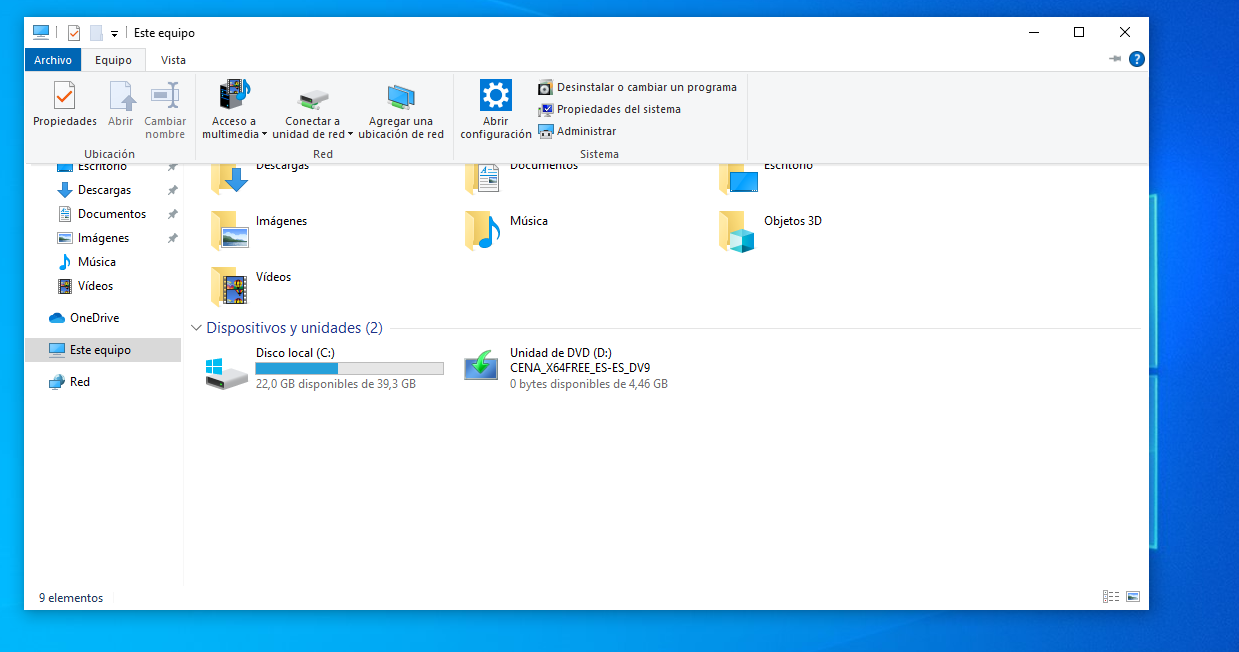 Este equipo
Archivo
Equipo
Vista
?
Propiedades
Abrir
Cambiar
nombre
Ubicación
Acceso a
multimedia
Conectar a
unidad de red
Agregar una
ubicación de red
Red
Abrir
configuración
Desinstalar o cambiar un programa
Propiedades del sistema
Administrar
Sistema
Escritorio
Descargas
Documentos
Imágenes
Música
Vídeos
OneDrive
Este equipo
Red
Descargas
Documentos
Escritorio
Imágenes
Música
Objetos 3D
Vídeos
Dispositivos y unidades (2)
Disco local (C:)
22,0 GB disponibles de 39,3 GB
Unidad de DVD (D:)
CENA_X64FREE_ES-ES_DV9
0 bytes disponibles de 4,46 GB
9 elementos